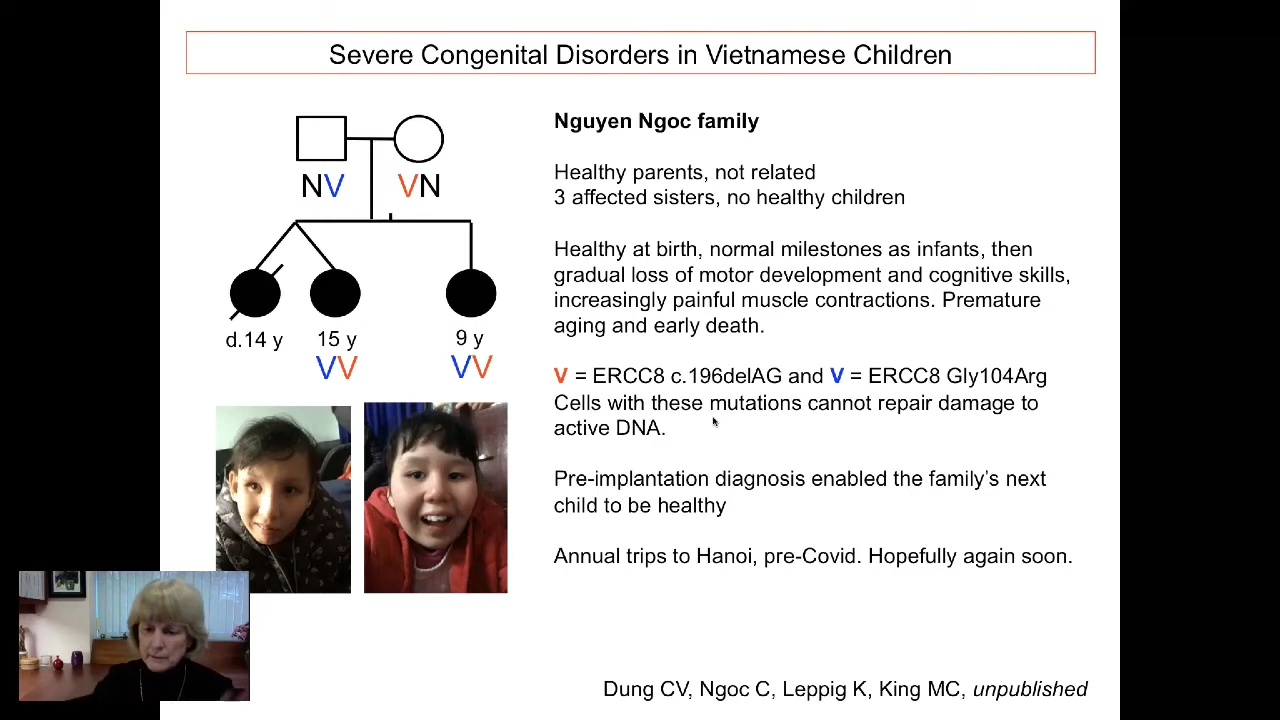 Severe Congenital Disorders in Vietnamese Children
NV
VN
d.14 y
15 y
9 y
VV
VV
Nguyen Ngoc family
Healthy parents, not related
3 affected sisters, no healthy children
Healthy at birth, normal milestones as infants, then
gradual loss of motor development and cognitive skills,
increasingly painful muscle contractions. Premature
aging and early death.
V = ERCC8 c.196delAG and V = ERCC8 Gly104Arg
Cells with these mutations cannot repair damage to
active DNA.
Pre-implantation diagnosis enabled the family’s next
child to be healthy
Annual trips to Hanoi, pre-Covid. Hopefully again soon.
Dung CV, Ngoc C, Leppig K, King MC, unpublished